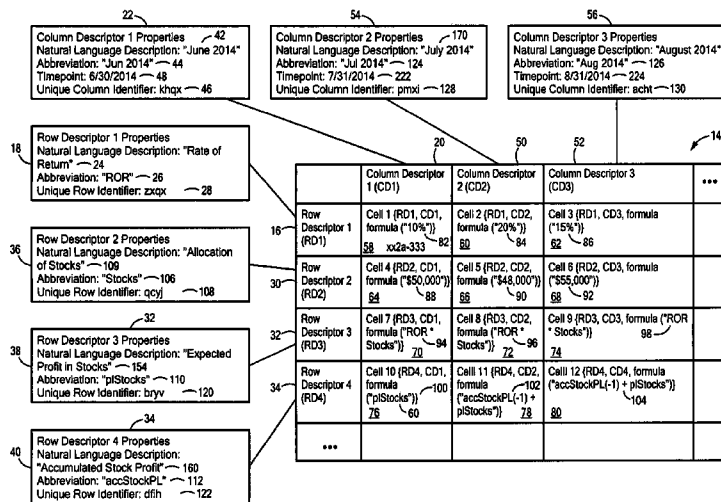 22
Column Descriptor 1 Properties 42
Natural Language Description: "June 2014"
Abbreviation: "Jun 2014" 44
Timepoint: 6/30/2014 48
Unique Column Identifier: khqx 46
54
Column Descriptor 2 Properties 170
Natural Language Description: "July 2014"
Abbreviation: "Jul 2014" 124
Timepoint: 7/31/2014 222
Unique Column Identifier: pmxi 128
56
Column Descriptor 3 Properties
Natural Language Description: "August 2014"
Abbreviation: "Aug 2014" 126
Timepoint: 8/31/2014 224
Unique Column Identifier: acht 130
18
Row Descriptor 1 Properties
Natural Language Description: "Rate of
Return" 24
Abbreviation: "ROR" 26
Unique Row Identifier: zxqx 28
36
Row Descriptor 2 Properties
Natural Language Description: "Allocation
of Stocks" 109
Abbreviation: "Stocks" 106
Unique Row Identifier: qcyj 108
32
38
Row Descriptor 3 Properties
Natural Language Description: "Expected
Profit in Stocks" 154
Abbreviation: "plStocks" 110
Unique Row Identifier: bryv 120
34
40
Row Descriptor 4 Properties
Natural Language Description:
"Accumulated Stock Profit" 160
Abbreviation: "accStockPL" 112
Unique Row Identifier: dfih 122
14
20 50 52
Column Descriptor
1 (CD1)
Column Descriptor
2 (CD2)
Column Descriptor 3
(CD3)
•••
16
Row
Descriptor 1
(RD1)
Cell 1 {RD1, CD1,
formula ("10%")}
58 xx2a-333 82
Cell 2 {RD1, CD2,
formula ("20%")}
60 84
Cell 3 {RD1, CD3, formula
("15%")}
62 86
30
Row
Descriptor 2
(RD2)
Cell 4 {RD2, CD1,
formula ("$50,000")}
64 88
Cell 5 {RD2, CD2,
formula ("$48,000")}
66 90
Cell 6 {RD2, CD3, formula
("$55,000")}
68 92
32
Row
Descriptor 3
(RD3)
Cell 7 {RD3, CD1,
formula ("ROR *
Stocks")} 94
70
Cell 8 {RD3, CD2,
formula ("ROR *
Stocks")} 96
72
Cell 9 {RD3, CD3, formula ("ROR
* Stocks")} 98
74
34
Row
Descriptor 4
(RD4)
Cell 10 {RD4, CD1,
formula 100
("plStocks")}
76 60
Celll 11 {RD4, CD2,
formula 102
("accStockPL(-1) +
plStocks")} 78
Celll 12 {RD4, CD4, formula
("accStockPL(-1) + plStocks")}
104
80
•••